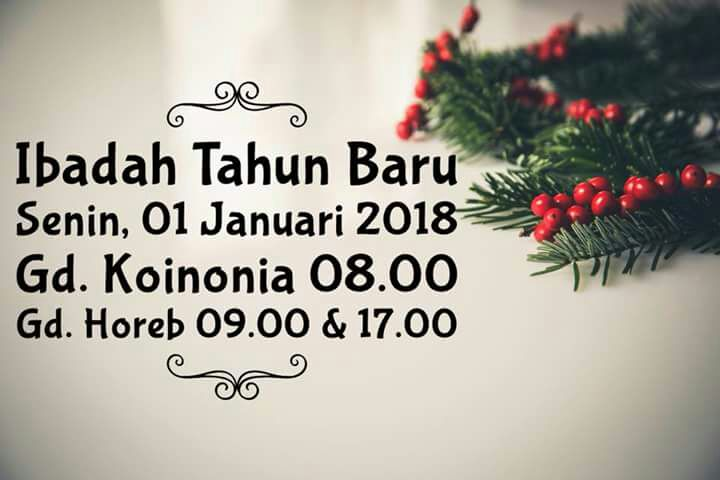 Ibadah Tahun Baru
Senin, 01 Januari 2018
Gd. Koinonia 08.00
Gd. Horeb 09.00 & 17.00